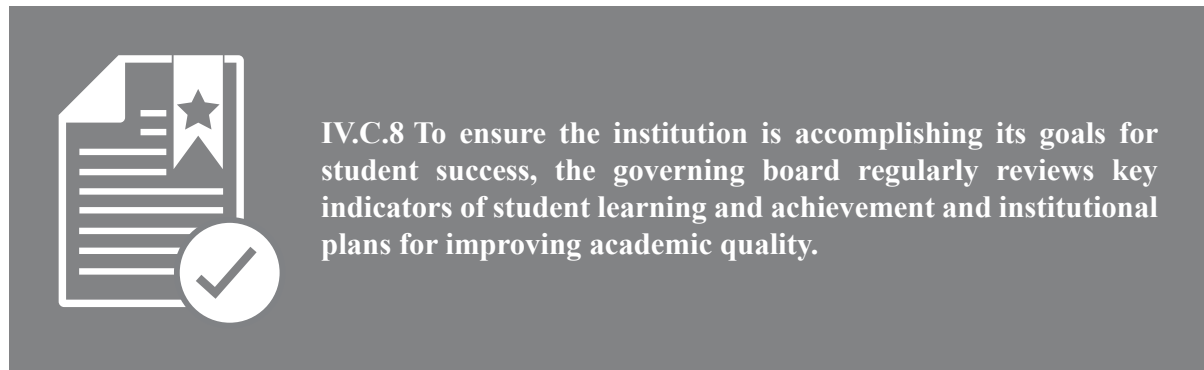 IV.C.8 To ensure the institution is accomplishing its goals for
student success, the governing board regularly reviews key
indicators of student learning and achievement and institutional
plans for improving academic quality.